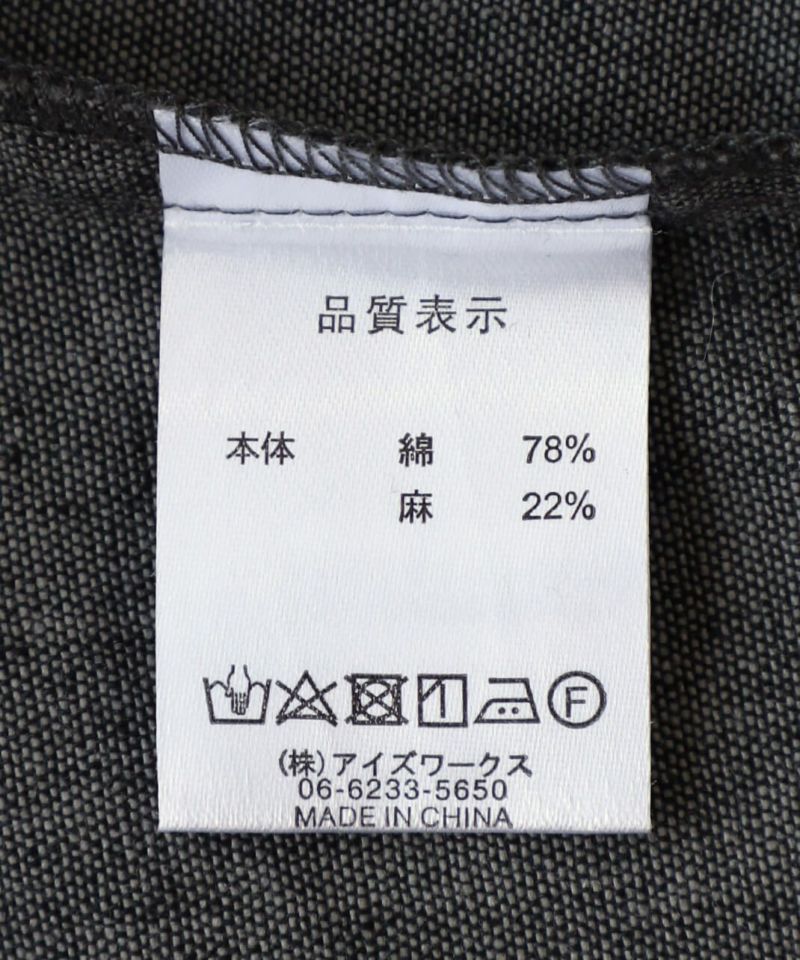 品質表示
本体 綿 78%
麻 22%
F
(株)アイズワークス
06-6233-5650
MADE IN CHINA